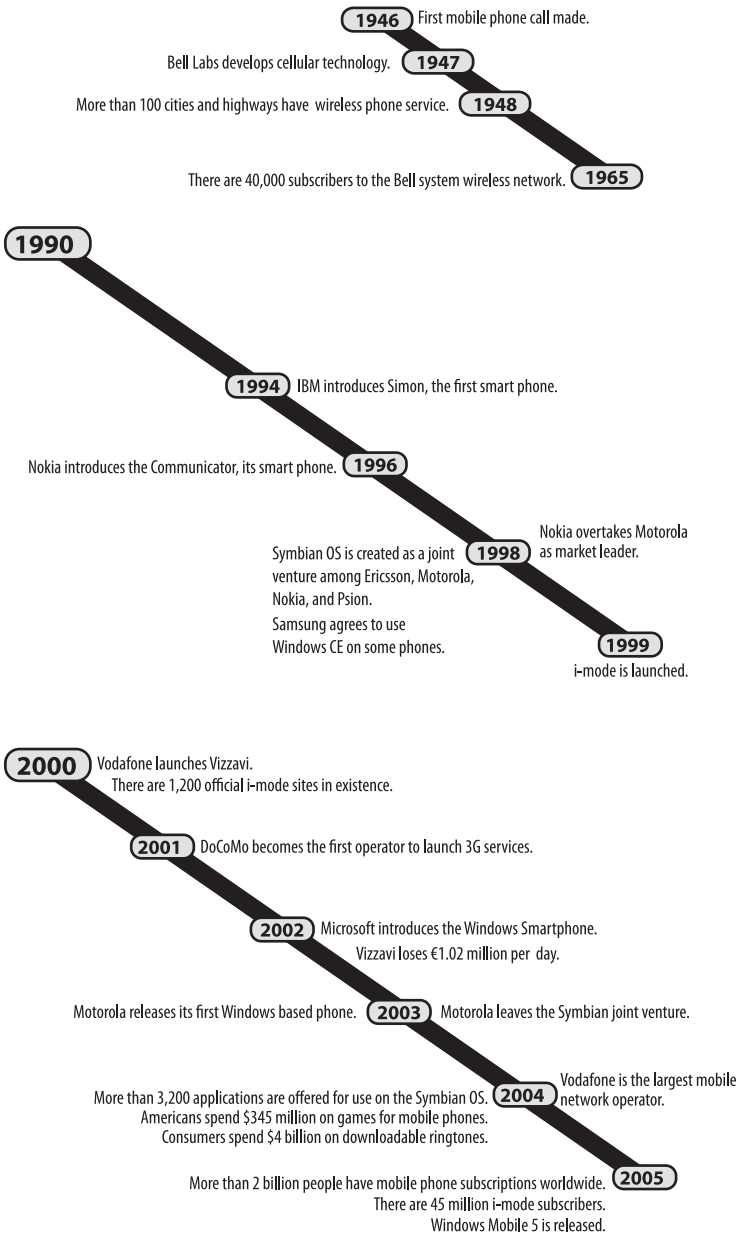 1946 First mobile phone call made.
Bell Labs develops cellular technology. 1947
More than 100 cities and highways have wireless phone service. 1948
There are 40,000 subscribers to the Bell system wireless network. 1965
1990
1994 IBM introduces Simon, the first smart phone.
Nokia introduces the Communicator, its smart phone. 1996
1998
Nokia overtakes Motorola
as market leader.
Symbian OS is created as a joint
venture among Ericsson, Motorola,
Nokia, and Psion.
Samsung agrees to use
Windows CE on some phones.
1999
i-mode is launched.
2000 Vodafone launches Vizzavi.
There are 1,200 official i-mode sites in existence.
2001 DoCoMo becomes the first operator to launch 3G services.
2002 Microsoft introduces the Windows Smartphone.
Vizzavi loses €1.02 million per day.
Motorola releases its first Windows based phone. 2003 Motorola leaves the Symbian joint venture.
2004
Vodafone is the largest mobile
network operator.
More than 3,200 applications are offered for use on the Symbian OS.
Americans spend $345 million on games for mobile phones.
Consumers spend $4 billion on downloadable ringtones.
2005
More than 2 billion people have mobile phone subscriptions worldwide.
There are 45 million i-mode subscribers.
Windows Mobile 5 is released.